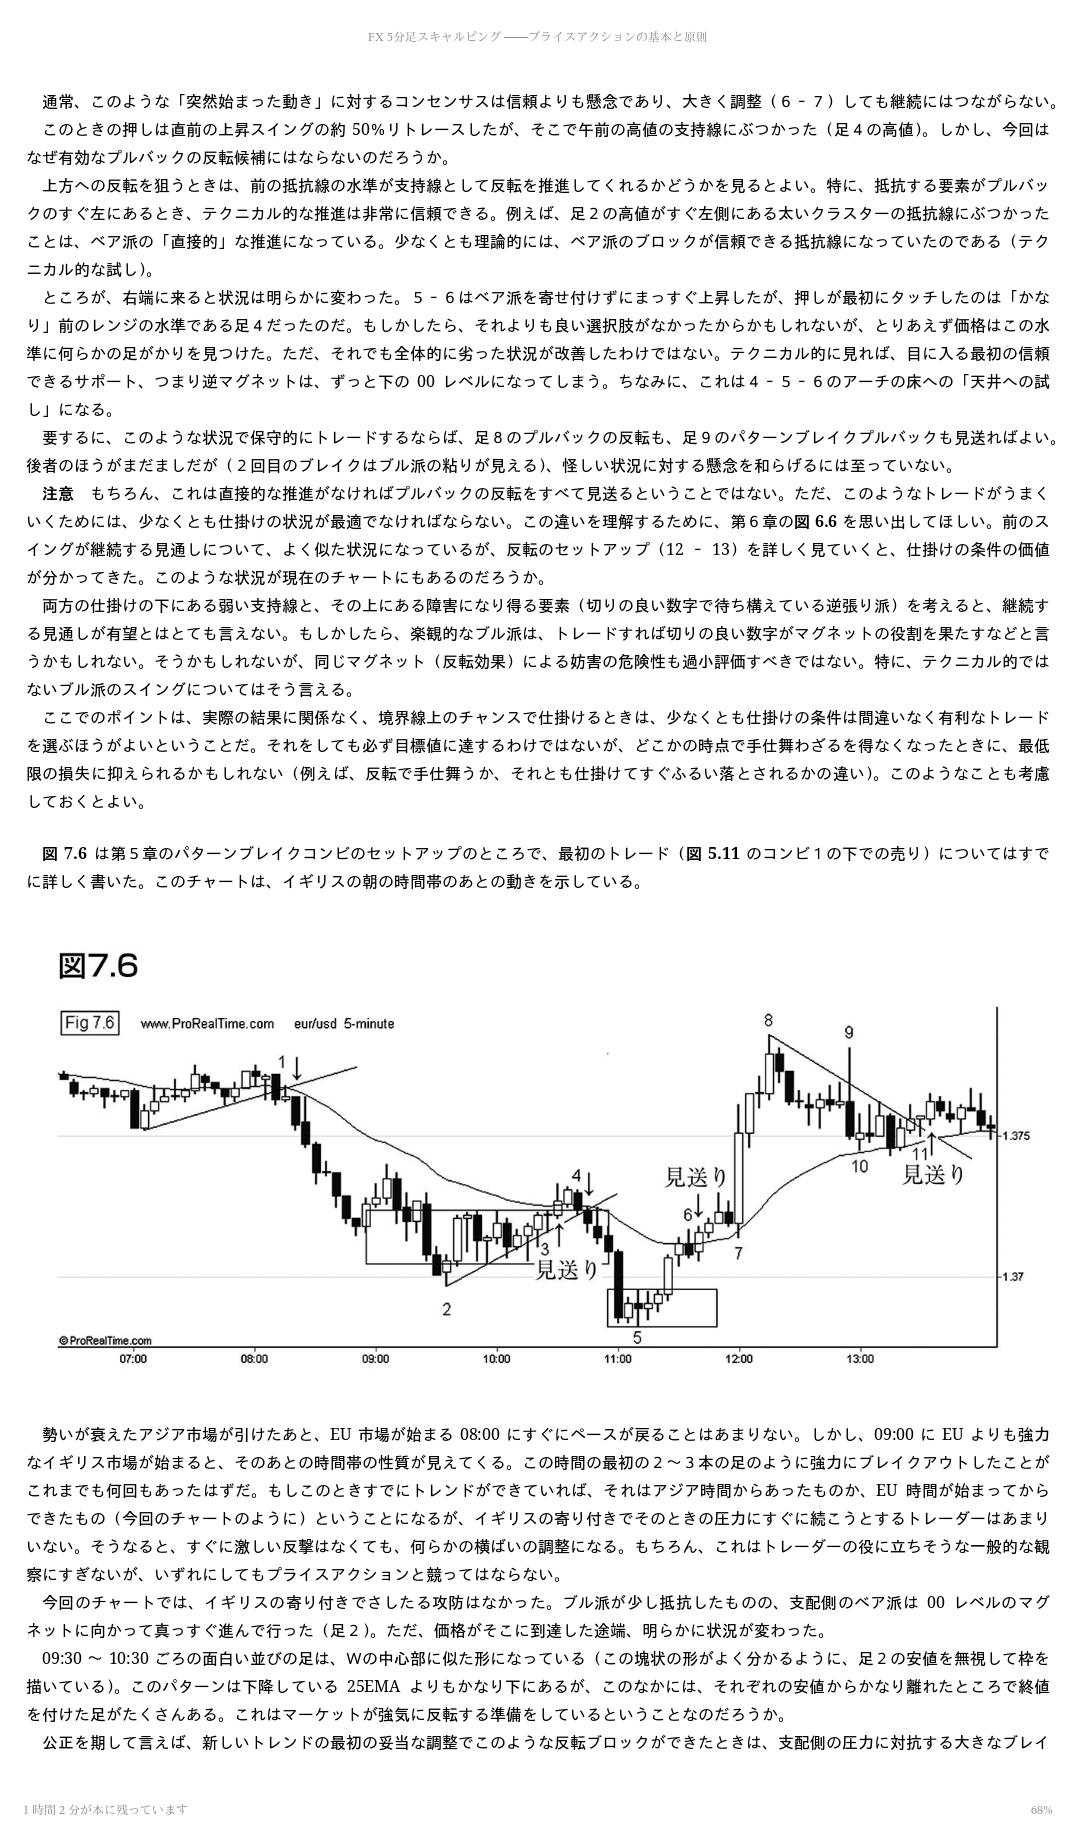 FX 5分足スキャルピング ――プライスアクションの基本と原則
通常、このような「突然始まった動き」に対するコンセンサスは信頼よりも懸念であり、大きく調整（６‐７）しても継続にはつながらない。
このときの押しは直前の上昇スイングの約 50％リトレースしたが、そこで午前の高値の支持線にぶつかった（足４の高値）。しかし、今回は
なぜ有効なプルバックの反転候補にはならないのだろうか。
上方への反転を狙うときは、前の抵抗線の水準が支持線として反転を推進してくれるかどうかを見るとよい。特に、抵抗する要素がプルバッ
クのすぐ左にあるとき、テクニカル的な推進は非常に信頼できる。例えば、足２の高値がすぐ左側にある太いクラスターの抵抗線にぶつかった
ことは、ベア派の「直接的」な推進になっている。少なくとも理論的には、ベア派のブロックが信頼できる抵抗線になっていたのである（テク
ニカル的な試し）。
ところが、右端に来ると状況は明らかに変わった。５‐６はベア派を寄せ付けずにまっすぐ上昇したが、押しが最初にタッチしたのは「かな
り」前のレンジの水準である足４だったのだ。もしかしたら、それよりも良い選択肢がなかったからかもしれないが、とりあえず価格はこの水
準に何らかの足がかりを見つけた。ただ、それでも全体的に劣った状況が改善したわけではない。テクニカル的に見れば、目に入る最初の信頼
できるサポート、つまり逆マグネットは、ずっと下の 00 レベルになってしまう。ちなみに、これは４‐５‐６のアーチの床への「天井への試
し」になる。
要するに、このような状況で保守的にトレードするならば、足８のプルバックの反転も、足９のパターンブレイクプルバックも見送ればよい。
後者のほうがまだましだが（２回目のブレイクはブル派の粘りが見える）、怪しい状況に対する懸念を和らげるには至っていない。
注意　もちろん、これは直接的な推進がなければプルバックの反転をすべて見送るということではない。ただ、このようなトレードがうまく
いくためには、少なくとも仕掛けの状況が最適でなければならない。この違いを理解するために、第６章の図 6.6 を思い出してほしい。前のス
イングが継続する見通しについて、よく似た状況になっているが、反転のセットアップ（12 ‐ 13）を詳しく見ていくと、仕掛けの条件の価値
が分かってきた。このような状況が現在のチャートにもあるのだろうか。
両方の仕掛けの下にある弱い支持線と、その上にある障害になり得る要素（切りの良い数字で待ち構えている逆張り派）を考えると、継続す
る見通しが有望とはとても言えない。もしかしたら、楽観的なブル派は、トレードすれば切りの良い数字がマグネットの役割を果たすなどと言
うかもしれない。そうかもしれないが、同じマグネット（反転効果）による妨害の危険性も過小評価すべきではない。特に、テクニカル的では
ないブル派のスイングについてはそう言える。
ここでのポイントは、実際の結果に関係なく、境界線上のチャンスで仕掛けるときは、少なくとも仕掛けの条件は間違いなく有利なトレード
を選ぶほうがよいということだ。それをしても必ず目標値に達するわけではないが、どこかの時点で手仕舞わざるを得なくなったときに、最低
限の損失に抑えられるかもしれない（例えば、反転で手仕舞うか、それとも仕掛けてすぐふるい落とされるかの違い）。このようなことも考慮
しておくとよい。
図 7.6 は第５章のパターンブレイクコンビのセットアップのところで、最初のトレード（図 5.11 のコンビ１の下での売り）についてはすで
に詳しく書いた。このチャートは、イギリスの朝の時間帯のあとの動きを示している。
図7.6
Fig 7.6 www.ProRealTime.com eur/usd 5-minute
8
9
1
1.375
4
見送り
10
11
見送り
6
3
7
見送り
1.37
2
5
©ProRealTime.com
07:00 08:00 09:00 10:00 11:00 12:00 13:00
勢いが衰えたアジア市場が引けたあと、EU 市場が始まる 08:00 にすぐにペースが戻ることはあまりない。しかし、09:00 に EU よりも強力
なイギリス市場が始まると、そのあとの時間帯の性質が見えてくる。この時間の最初の２～３本の足のように強力にブレイクアウトしたことが
これまでも何回もあったはずだ。もしこのときすでにトレンドができていれば、それはアジア時間からあったものか、EU 時間が始まってから
できたもの（今回のチャートのように）ということになるが、イギリスの寄り付きでそのときの圧力にすぐに続こうとするトレーダーはあまり
いない。そうなると、すぐに激しい反撃はなくても、何らかの横ばいの調整になる。もちろん、これはトレーダーの役に立ちそうな一般的な観
察にすぎないが、いずれにしてもプライスアクションと競ってはならない。
今回のチャートでは、イギリスの寄り付きでさしたる攻防はなかった。ブル派が少し抵抗したものの、支配側のベア派は 00 レベルのマグ
ネットに向かって真っすぐ進んで行った（足２）。ただ、価格がそこに到達した途端、明らかに状況が変わった。
09:30 ～ 10:30 ごろの面白い並びの足は、Ｗの中心部に似た形になっている（この塊状の形がよく分かるように、足２の安値を無視して枠を
描いている）。このパターンは下降している 25EMA よりもかなり下にあるが、このなかには、それぞれの安値からかなり離れたところで終値
を付けた足がたくさんある。これはマーケットが強気に反転する準備をしているということなのだろうか。
公正を期して言えば、新しいトレンドの最初の妥当な調整でこのような反転ブロックができたときは、支配側の圧力に対抗する大きなブレイ
1 時間 2 分が本に残っています
68%